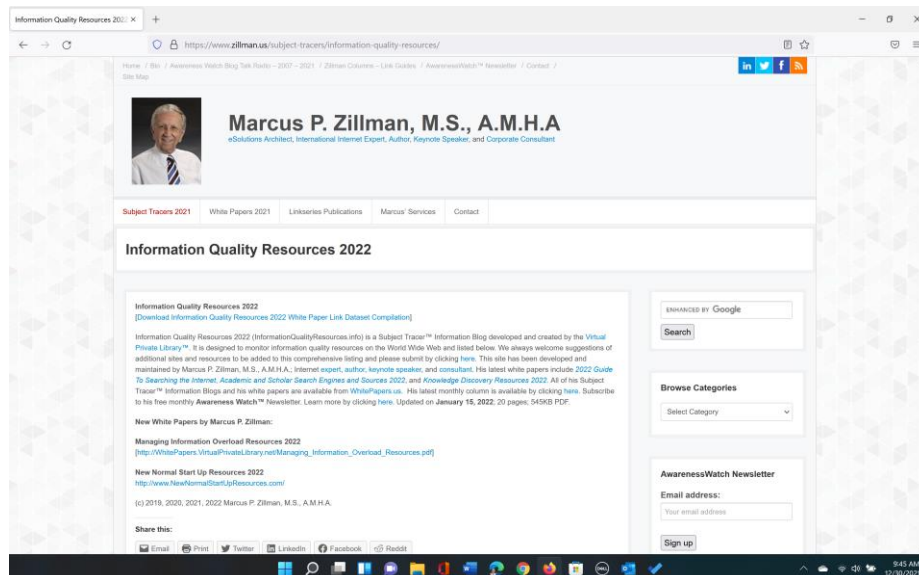 Information Quality Resources 202
https://www.zillman.us/subject-tracers/information-quality-resources/
Home / Bio / Awareness Watch Blog Talk Radio – 2007 – 2021 / Zillman Columns – Link Guides / AwarenessWatch™ Newsletter / Contact /
Site Map
Marcus P. Zillman, M.S., A.M.H.A
eSolutions Architect, International Internet Expert, Author, Keynote Speaker, and Corporate Consultant
Subject Tracers 2021 White Papers 2021 Linkseries Publications Marcus' Services Contact
Information Quality Resources 2022
Information Quality Resources 2022
[Download Information Quality Resources 2022 White Paper Link Dataset Compilation]
Information Quality Resources 2022 (InformationQualityResources.info) is a Subject Tracer™ Information Blog developed and created by the Virtual
Private Library™. It is designed to monitor information quality resources on the World Wide Web and listed below. We always welcome suggestions of
additional sites and resources to be added to this comprehensive listing and please submit by clicking here. This site has been developed and
maintained by Marcus P. Zillman, M.S., A.M.H.A.; Internet expert, author, keynote speaker, and consultant. His latest white papers include 2022 Guide
To Searching the Internet, Academic and Scholar Search Engines and Sources 2022, and Knowledge Discovery Resources 2022. All of his Subject
Tracer™ Information Blogs and his white papers are available from WhitePapers.us. His latest monthly column is available by clicking here. Subscribe
to his free monthly Awareness Watch™ Newsletter. Learn more by clicking here. Updated on January 15, 2022; 20 pages; 545KB PDF.
New White Papers by Marcus P. Zillman:
Managing Information Overload Resources 2022
[http://WhitePapers.VirtualPrivateLibrary.net/Managing_Information_Overload_Resources.pdf]
New Normal Start Up Resources 2022
http://www.NewNormalStartUpResources.com/
(c) 2019, 2020, 2021, 2022 Marcus P. Zillman, M.S., A.M.H.A.
Share this:
Email Print Twitter LinkedIn Facebook Reddit
ENHANCED BY Google
Search
Browse Categories
Select Category
AwarenessWatch Newsletter
Email address:
Your email address
Sign up
9:45 AM